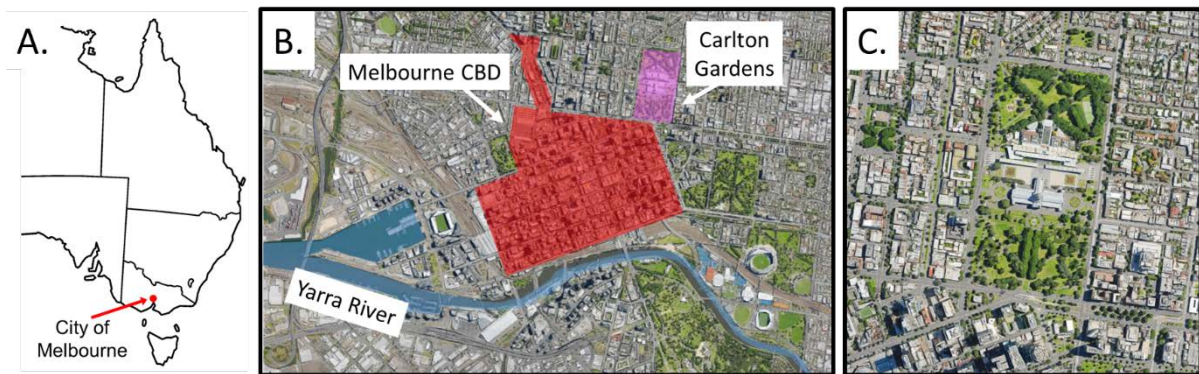 A.
City of
Melbourne
B.
Melbourne CBD
Carlton
Gardens
Yarra River
C.